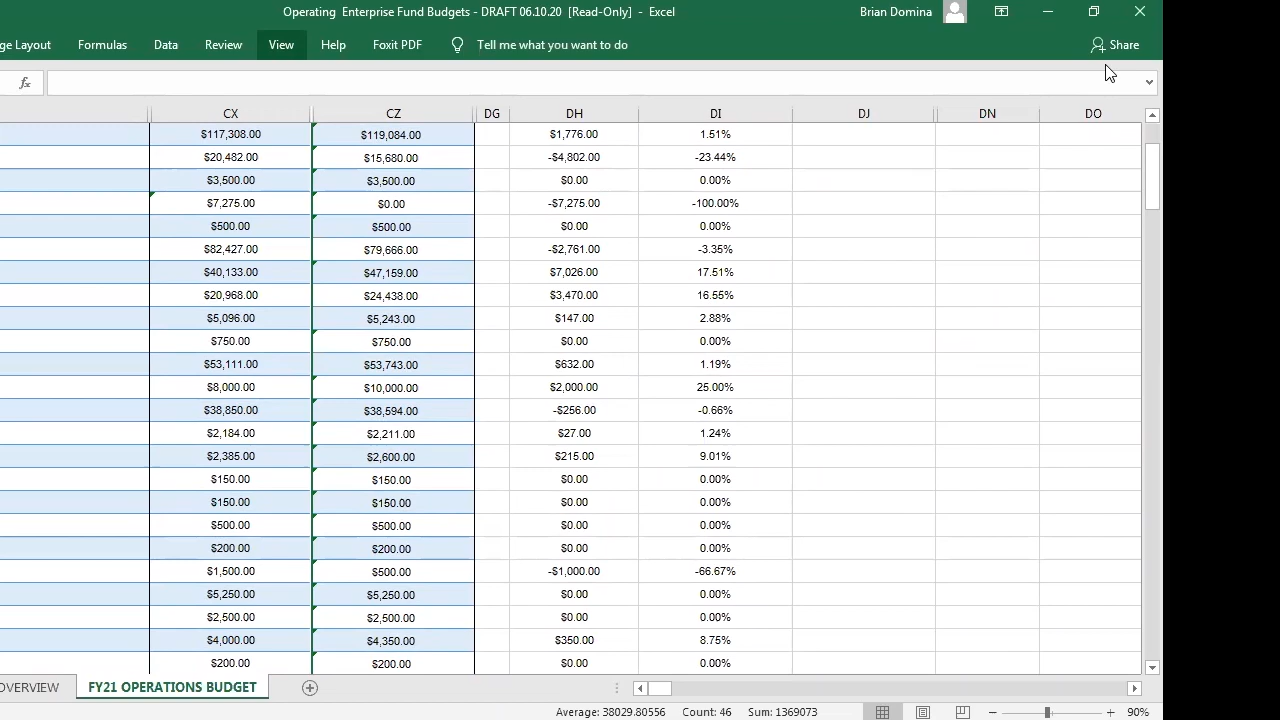 Operating Enterprise Fund Budgets - DRAFT 06.10.20 [Read-Only] - Excel Brian Domina
ge Layout Formulas Data Review View Help Foxit PDF Tell me what you want to do Share
fx
CX CZ DG DH DI DJ DN DO
$117,308.00 $119,084.00 $1,776.00 1.51%
$20,482.00 $15,680.00 -$4,802.00 -23.44%
$3,500.00 $3,500.00 $0.00 0.00%
$7,275.00 $0.00 -$7,275.00 -100.00%
$500.00 $500.00 $0.00 0.00%
$82,427.00 $79,666.00 -$2,761.00 -3.35%
$40,133.00 $47,159.00 $7,026.00 17.51%
$20,968.00 $24,438.00 $3,470.00 16.55%
$5,096.00 $5,243.00 $147.00 2.88%
$750.00 $750.00 $0.00 0.00%
$53,111.00 $53,743.00 $632.00 1.19%
$8,000.00 $10,000.00 $2,000.00 25.00%
$38,850.00 $38,594.00 -$256.00 -0.66%
$2,184.00 $2,211.00 $27.00 1.24%
$2,385.00 $2,600.00 $215.00 9.01%
$150.00 $150.00 $0.00 0.00%
$150.00 $150.00 $0.00 0.00%
$500.00 $500.00 $0.00 0.00%
$200.00 $200.00 $0.00 0.00%
$1,500.00 $500.00 -$1,000.00 -66.67%
$5,250.00 $5,250.00 $0.00 0.00%
$2,500.00 $2,500.00 $0.00 0.00%
$4,000.00 $4,350.00 $350.00 8.75%
$200.00 $200.00 $0.00 0.00%
OVERVIEW FY21 OPERATIONS BUDGET
Average: 38029.80556 Count: 46 Sum: 1369073 90%